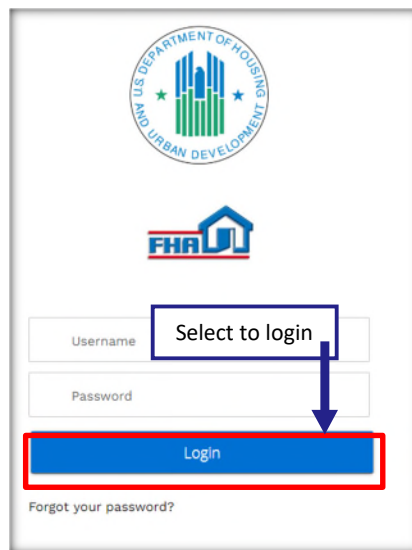 U.S. DEPARTMENT OF HOUSING
AND URBAN DEVELOPMENT
FHA
Username
Select to login
Password
Login
Forgot your password?